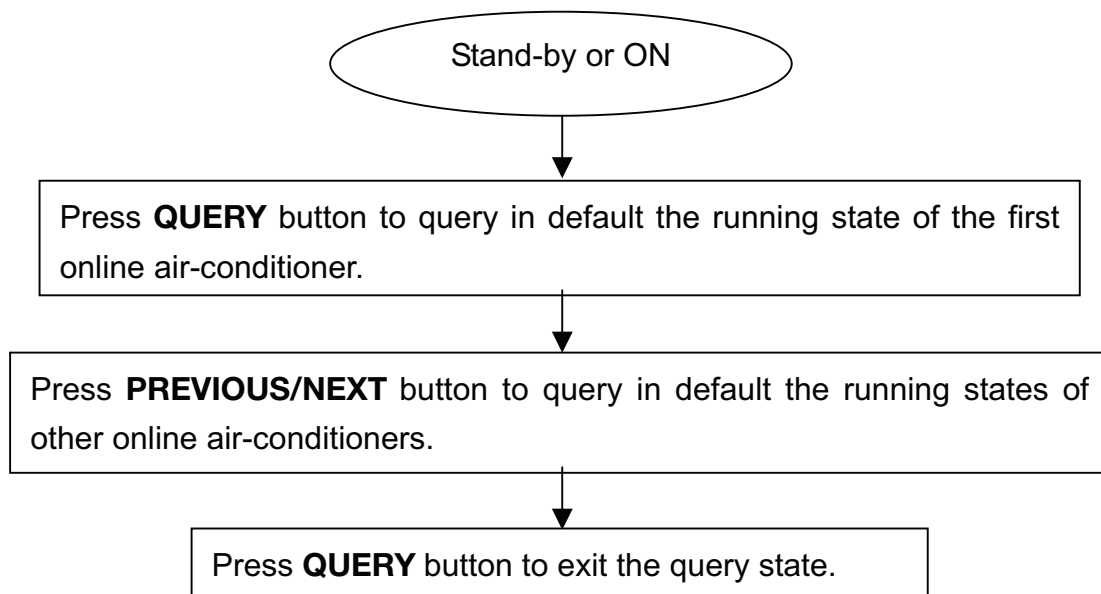 Stand-by or ON
Press QUERY button to query in default the running state of the first
online air-conditioner.
Press PREVIOUS/NEXT button to query in default the running states of
other online air-conditioners.
Press QUERY button to exit the query state.